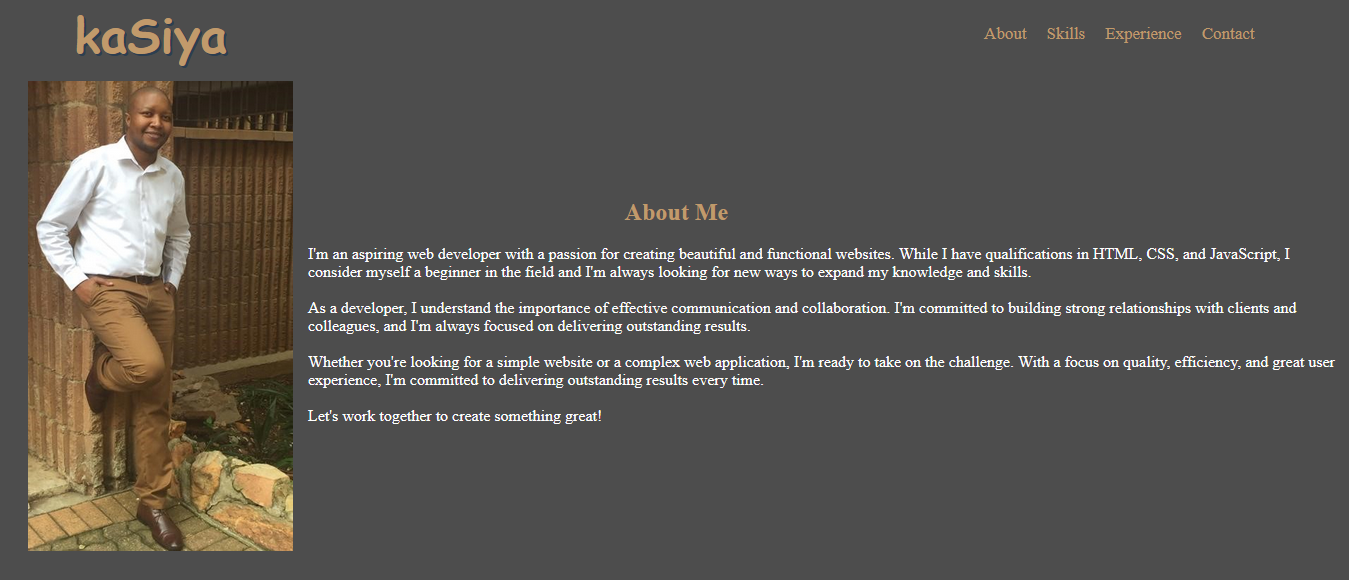 kaSiya
About Skills Experience Contact
About Me
I'm an aspiring web developer with a passion for creating beautiful and functional websites. While I have qualifications in HTML, CSS, and JavaScript, I
consider myself a beginner in the field and I'm always looking for new ways to expand my knowledge and skills.
As a developer, I understand the importance of effective communication and collaboration. I'm committed to building strong relationships with clients and
colleagues, and I'm always focused on delivering outstanding results.
Whether you're looking for a simple website or a complex web application, I'm ready to take on the challenge. With a focus on quality, efficiency, and great user
experience, I'm committed to delivering outstanding results every time.
Let's work together to create something great!